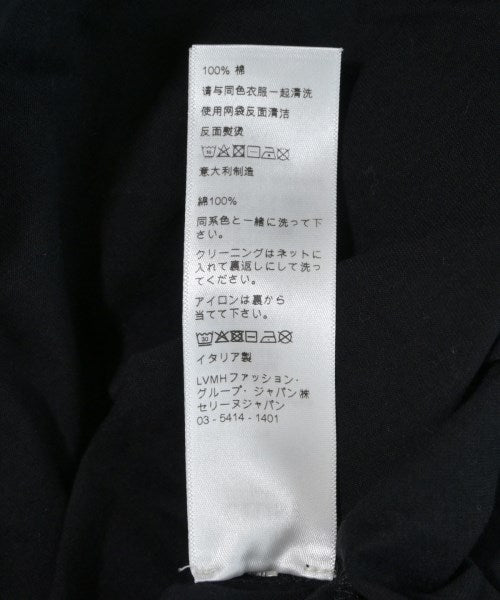 100% 棉
请与同色衣服一起清洗
使用网袋反面清洁
反面熨烫
意大利制造
綿100%
同系色と一緒に洗って下
さい。
クリーニングはネットに
入れて裏返しにして洗っ
てください。
アイロンは裏から
当てて下さい。
30
イタリア製
LVMHファッション・
グループ・ジャパン㈱
セリーヌジャパン
03 - 5414 - 1401